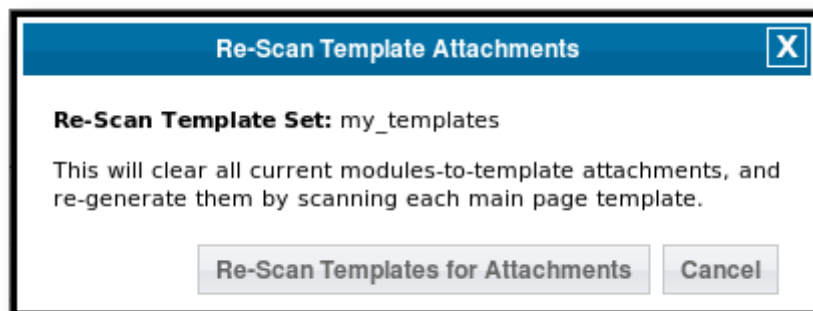 Re-Scan Template Attachments X
Re-Scan Template Set: my_templates
This will clear all current modules-to-template attachments, and
re-generate them by scanning each main page template.
Re-Scan Templates for Attachments Cancel